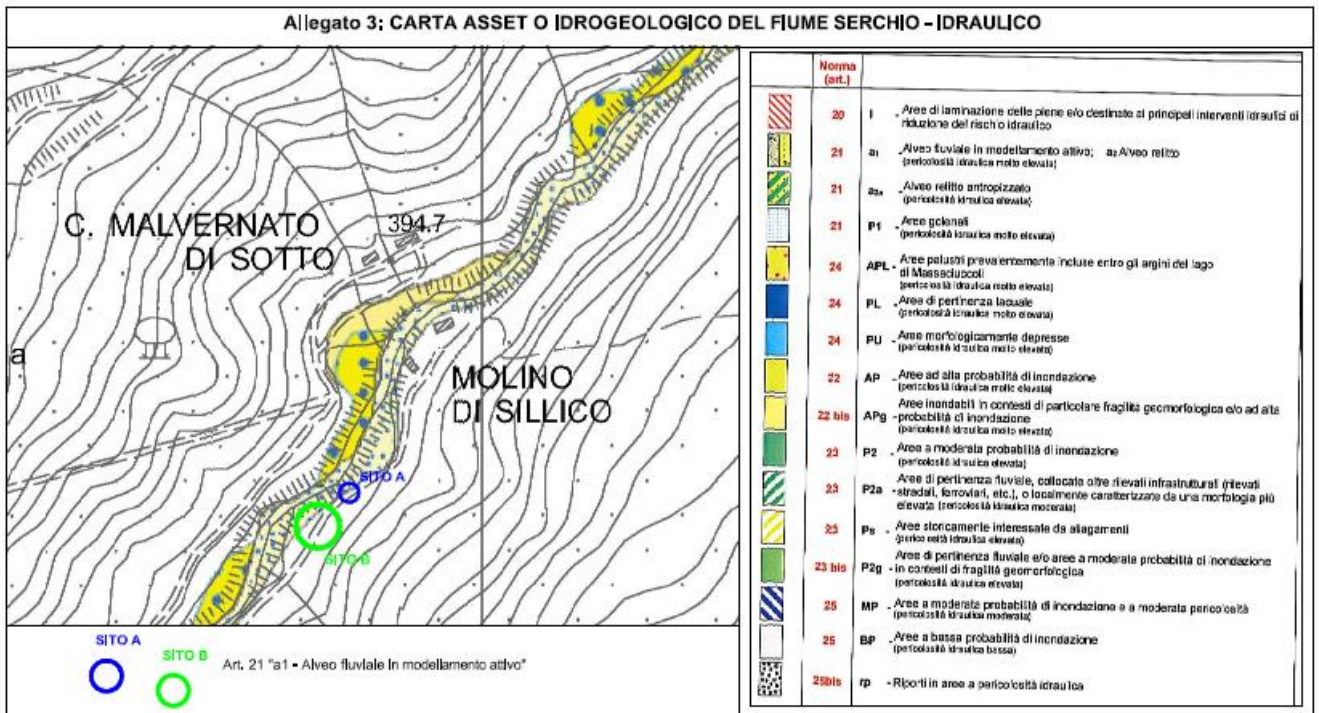 Allegato 3: CARTA ASSET O IDROGEOLOGICO DEL FIUME SERCHIO - IDRAULICO
C. MALVERNATO
DI SOTTO
394.7
a
MOLINO
DI SILLICO
SITO A
SITO B
SITO A
SITO B
Art. 21 "a1 - Alveo fluviale in modellamento attivo"
Norma
(art.)
20 I - Aree di laminazione delle piene e/o destinate ai principali interventi idraulici di
riduzione del rischio idraulico
21 a1 - Alveo fluviale in modellamento attivo; a2 Alveo relitto
(pericolosità idraulica molto elevata)
21 a2a - Alveo relitto antropizzato
(pericolosità idraulica elevata)
21 P1 - Aree golenali
(pericolosità idraulica molto elevata)
24 APL - Aree palustri prevalentemente incluse entro gli argini del lago
di Massaciuccoli
(pericolosità idraulica molto elevata)
24 PL - Aree di pertinenza lacuale
(pericolosità idraulica molto elevata)
24 PU - Aree morfologicamente depresse
(pericolosità idraulica molto elevata)
22 AP - Aree ad alta probabilità di inondazione
(pericolosità idraulica molto elevata)
22 bis APg - Aree inondabili in contesti di particolare fragilità geomorfologica e/o ad alta
probabilità di inondazione
(pericolosità idraulica molto elevata)
23 P2 - Aree a moderata probabilità di inondazione
(pericolosità idraulica elevata)
23 P2a - Aree di pertinenza fluviale, collocate oltre rilevati infrastrutturali (rilevati
stradali, ferroviari, etc.), o localmente caratterizzate da una morfologia più
elevata (pericolosità idraulica moderata)
23 Ps - Aree storicamente interessate da allagamenti
(pericolosità idraulica elevata)
23 bis P2g - Aree di pertinenza fluviale e/o aree a moderata probabilità di inondazione
in contesti di fragilità geomorfologica
(pericolosità idraulica elevata)
25 MP - Aree a moderata probabilità di inondazione e a moderata pericolosità
(pericolosità idraulica moderata)
25 BP - Aree a bassa probabilità di inondazione
(pericolosità idraulica bassa)
25bis rp - Riporti in aree a pericolosità idraulica